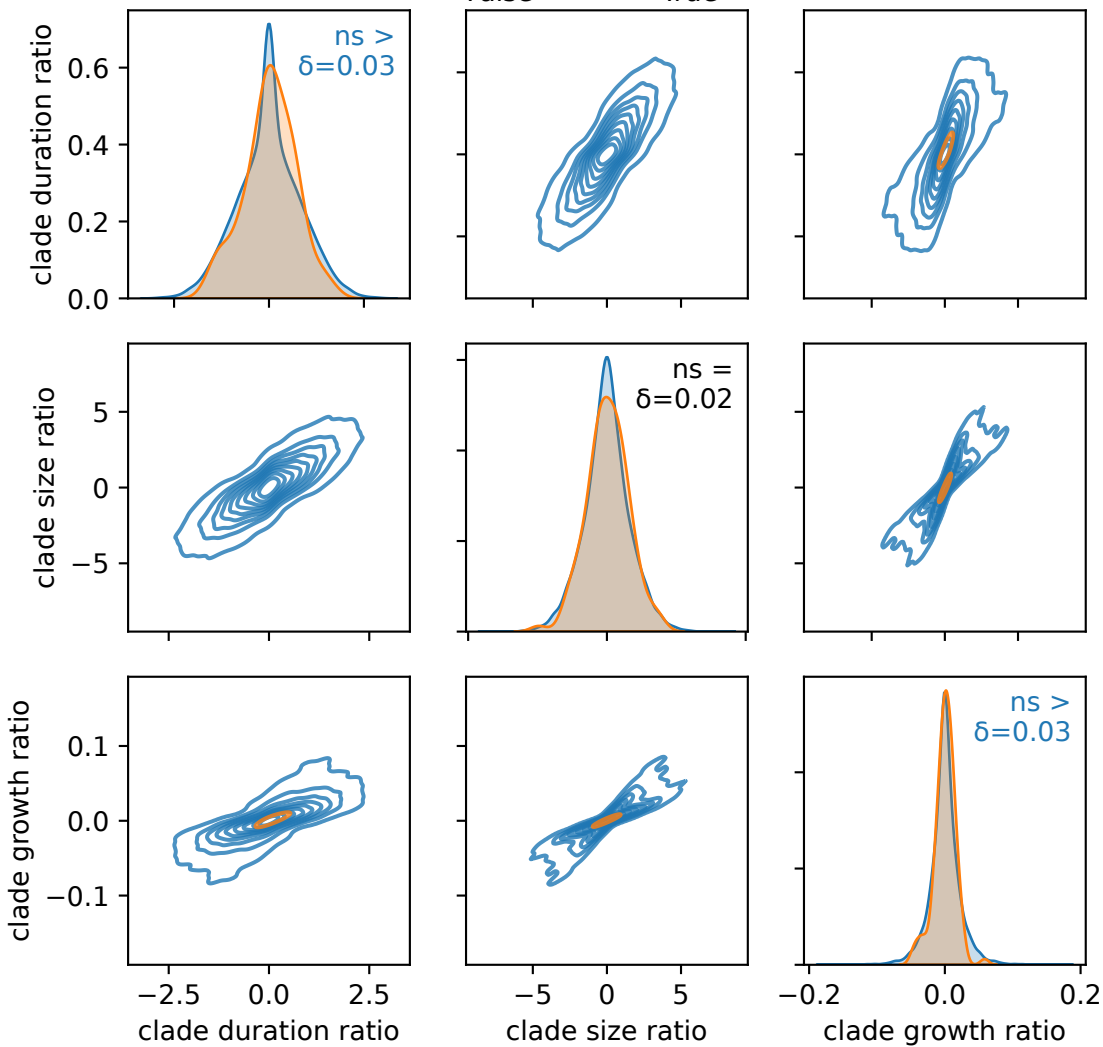 clade duration ratio
0.6
0.4
0.2
0.0
ns >
δ=0.03
clade size ratio
5
0
−5
ns =
δ=0.02
clade growth ratio
0.1
0.0
−0.1
ns >
δ=0.03
−2.5
0.0
2.5
−5
0
5
−0.2
0.0
0.2
clade duration ratio
clade size ratio
clade growth ratio